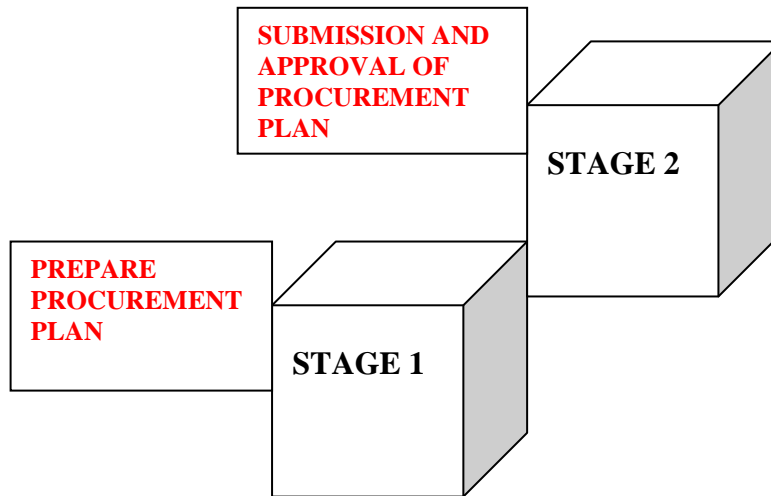 SUBMISSION AND
APPROVAL OF
PROCUREMENT
PLAN
STAGE 2
PREPARE
PROCUREMENT
PLAN
STAGE 1